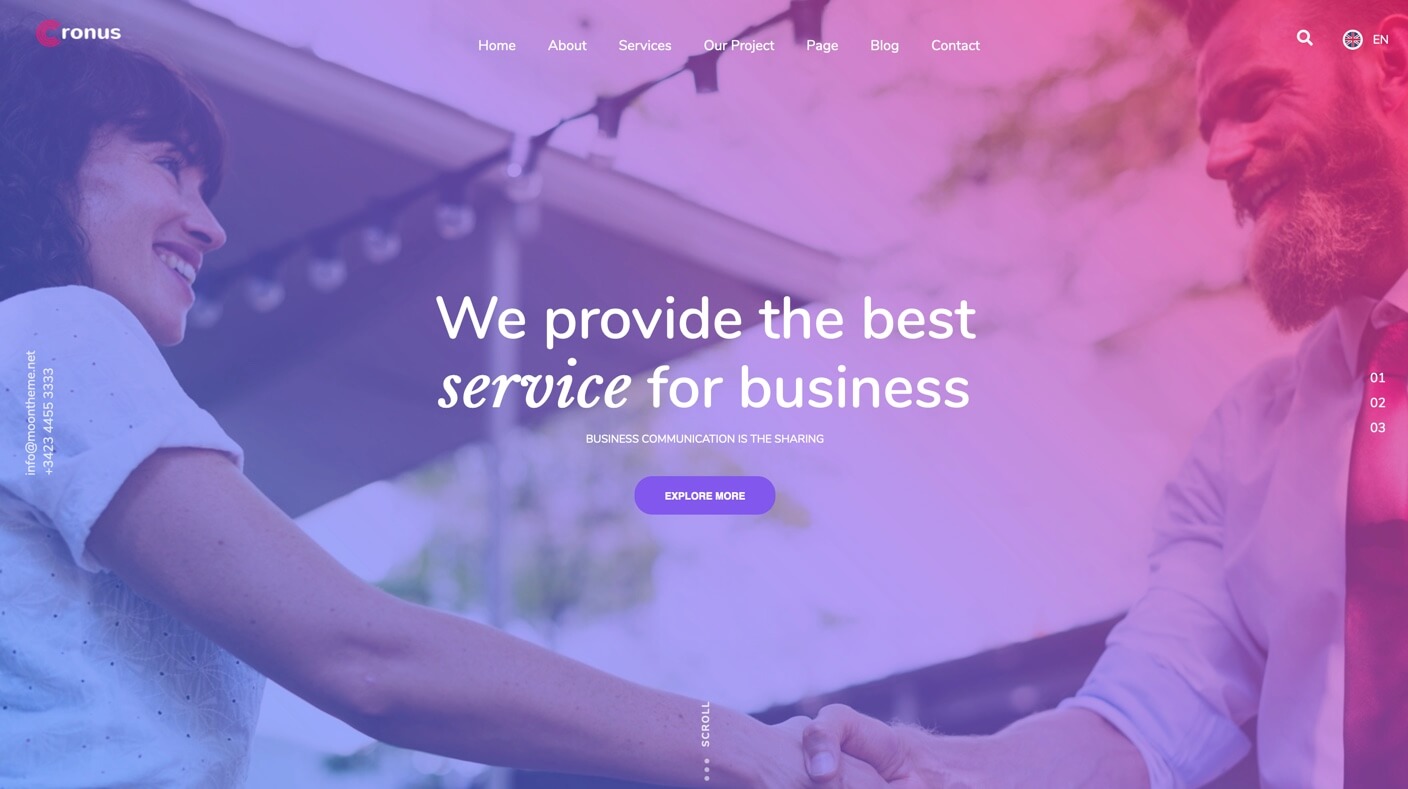 Cronus
Home About Services Our Project Page Blog Contact
EN
We provide the best
service for business
BUSINESS COMMUNICATION IS THE SHARING
EXPLORE MORE
info@moontheme.net
+3423 4455 3333
01
02
03
SCROLL